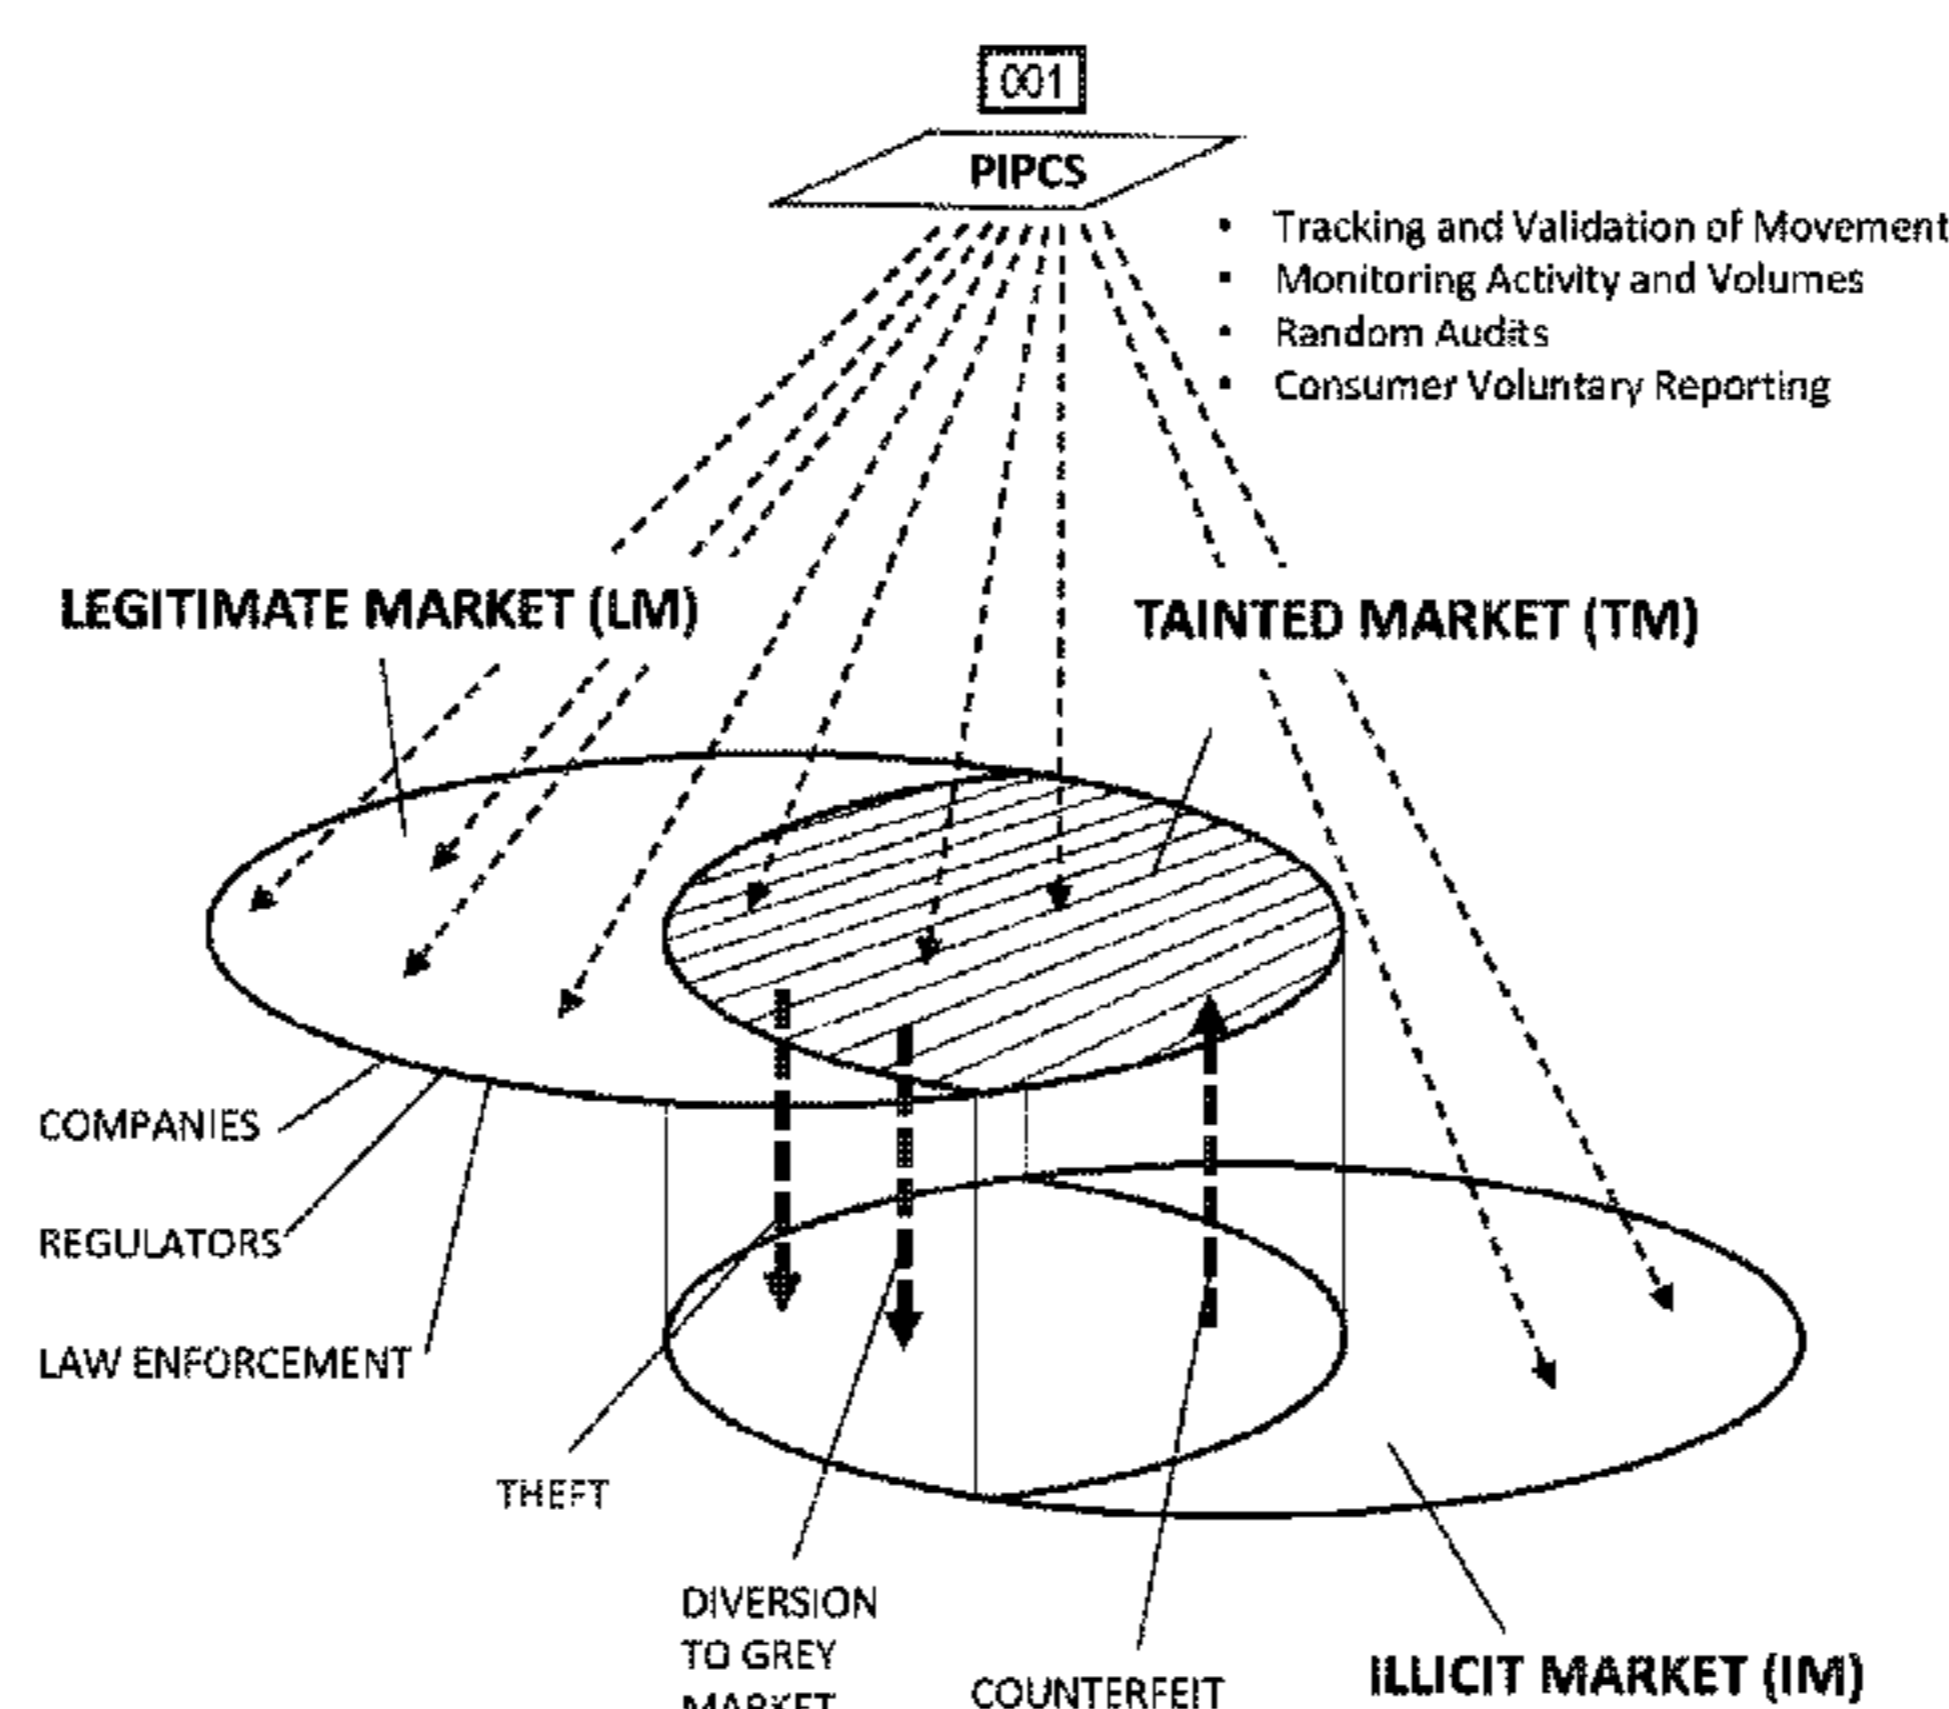 001
PIPCS
• Tracking and Validation of Movement
• Monitoring Activity and Volumes
• Random Audits
• Consumer Voluntary Reporting
LEGITIMATE MARKET (LM)
TAINTED MARKET (TM)
COMPANIES
REGULATORS
LAW ENFORCEMENT
THEFT
DIVERSION
TO GREY
MARKET
COUNTERFEIT
ILLICIT MARKET (IM)